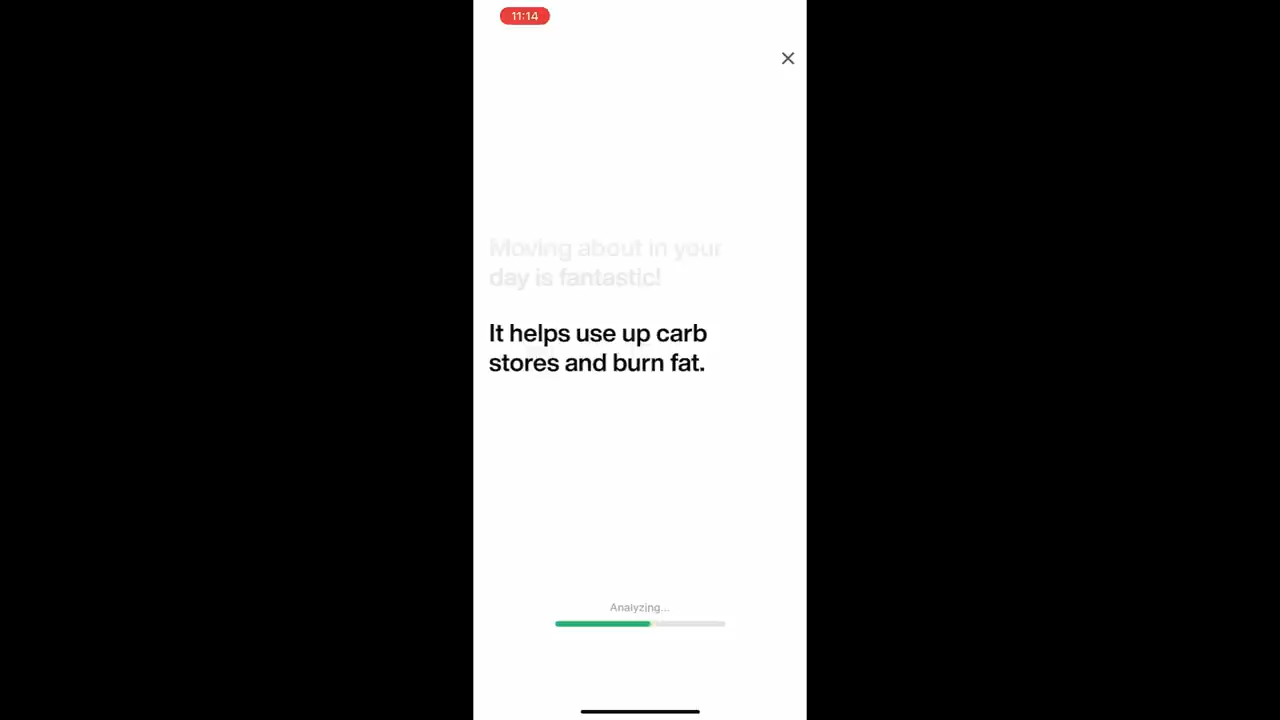 11:14
Moving about in your
day is fantastic!
It helps use up carb
stores and burn fat.
Analyzing...